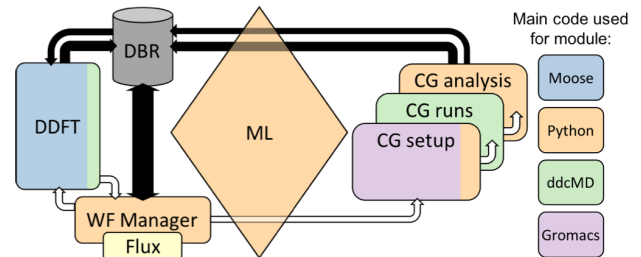 Main code used
for module:
DBR
DDFT
ML
CG analysis
CG runs
CG setup
WF Manager
Flux
Moose
Python
ddcMD
Gromacs